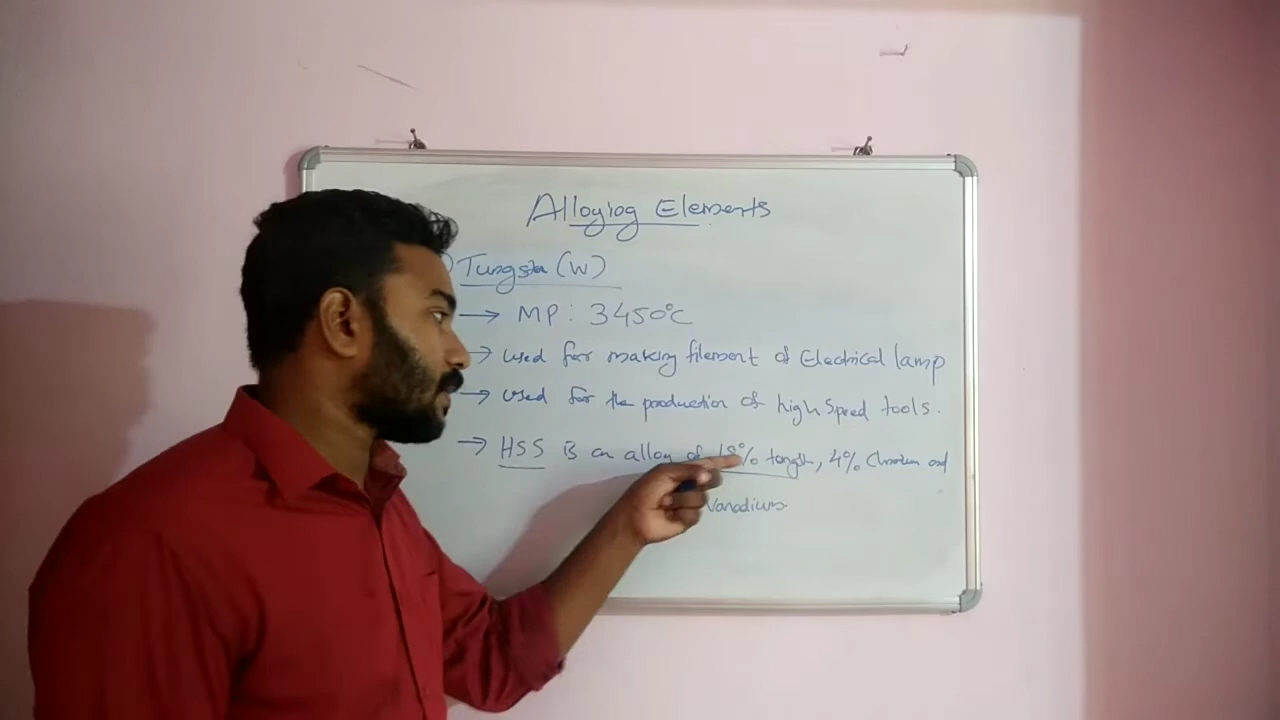 Alloying Elements
Tungsten (W)
→ MP: 3450°C
→ used for making filement of Electrical lamp
→ used for the production of high speed tools.
→ HSS is an alloy of 18% tungsten, 4% Chromium and
Vanadium